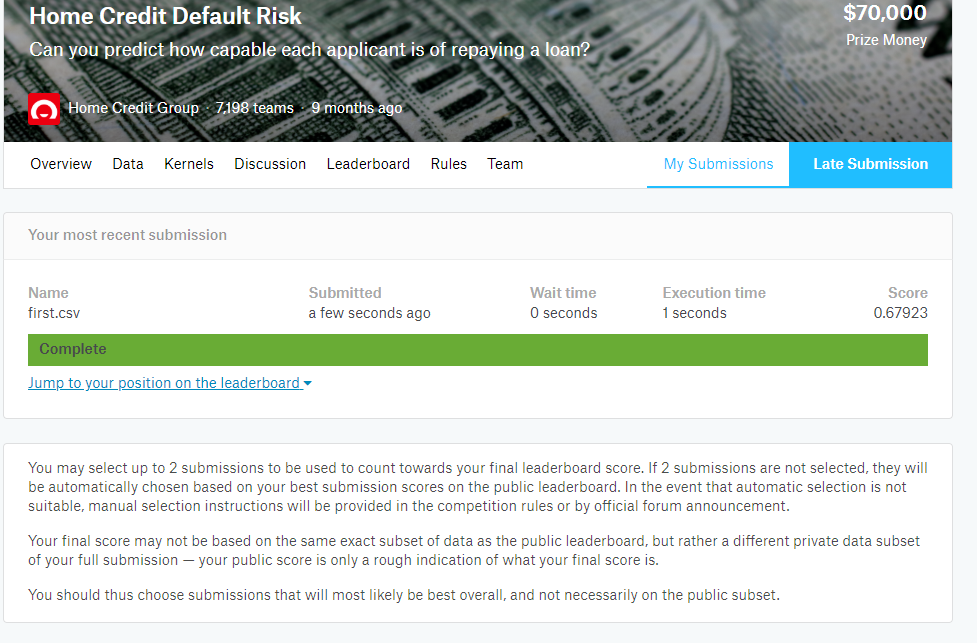 Home Credit Default Risk
$70,000
Can you predict how capable each applicant is of repaying a loan?
Prize Money
Home Credit Group · 7,198 teams · 9 months ago
Overview Data Kernels Discussion Leaderboard Rules Team My Submissions Late Submission
Your most recent submission
Name Submitted Wait time Execution time Score
first.csv a few seconds ago 0 seconds 1 seconds 0.67923
Complete
Jump to your position on the leaderboard
You may select up to 2 submissions to be used to count towards your final leaderboard score. If 2 submissions are not selected, they will
be automatically chosen based on your best submission scores on the public leaderboard. In the event that automatic selection is not
suitable, manual selection instructions will be provided in the competition rules or by official forum announcement.
Your final score may not be based on the same exact subset of data as the public leaderboard, but rather a different private data subset
of your full submission — your public score is only a rough indication of what your final score is.
You should thus choose submissions that will most likely be best overall, and not necessarily on the public subset.